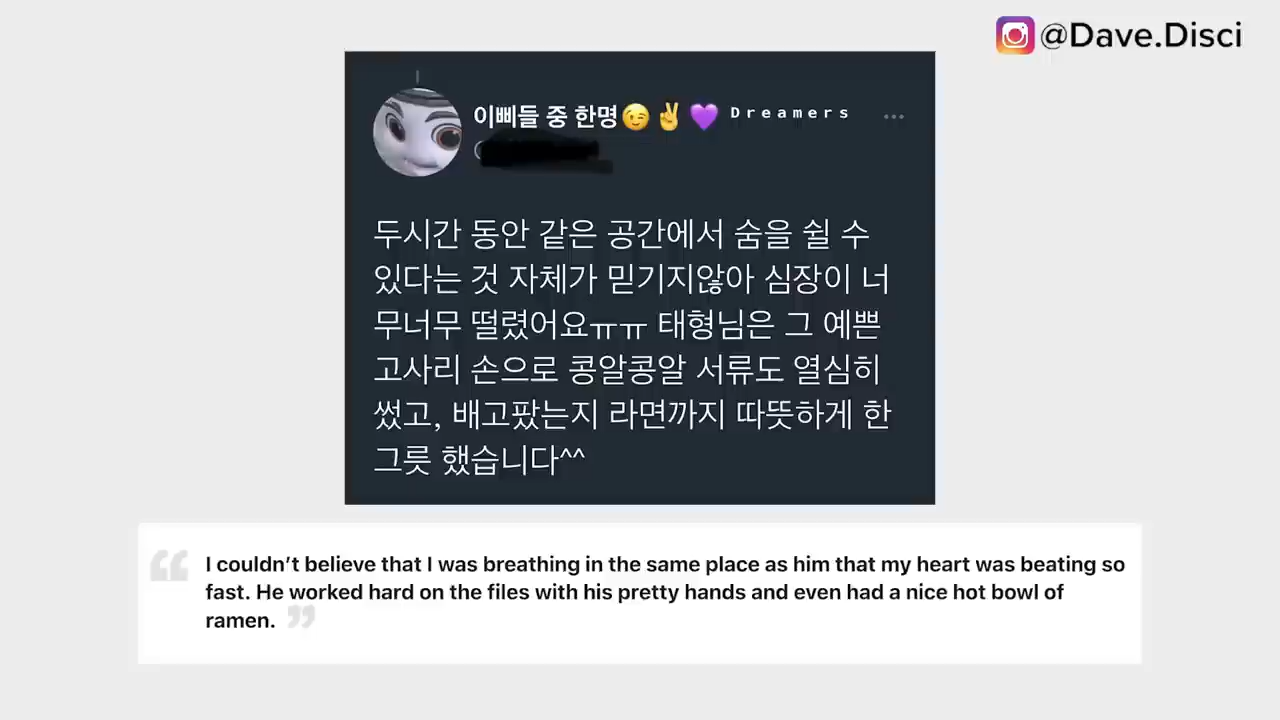 @Dave.Disci
이삐들 중 한명😉✌💜 Dreamers
두시간 동안 같은 공간에서 숨을 쉴 수
있다는 것 자체가 믿기지않아 심장이 너
무너무 떨렸어요ㅠㅠ 태형님은 그 예쁜
고사리 손으로 콩알콩알 서류도 열심히
썼고, 배고팠는지 라면까지 따뜻하게 한
그릇 했습니다^^
“ I couldn’t believe that I was breathing in the same place as him that my heart was beating so
fast. He worked hard on the files with his pretty hands and even had a nice hot bowl of
ramen. ”